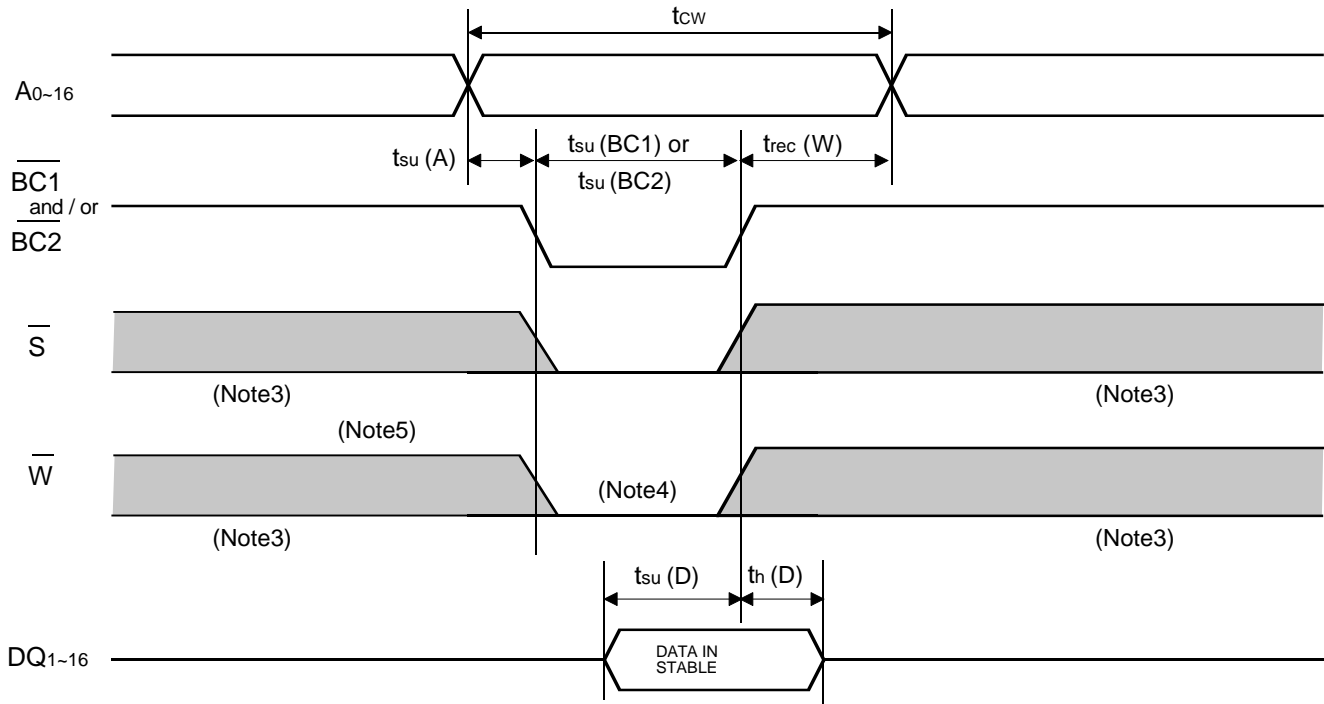 tCW
A0~16
tsu (A)
tsu (BC1) or
tsu (BC2)
trec (W)
BC1
and / or
BC2
S
(Note3)
(Note3)
(Note5)
W
(Note4)
(Note3)
(Note3)
tsu (D)
th (D)
DQ1~16
DATA IN
STABLE